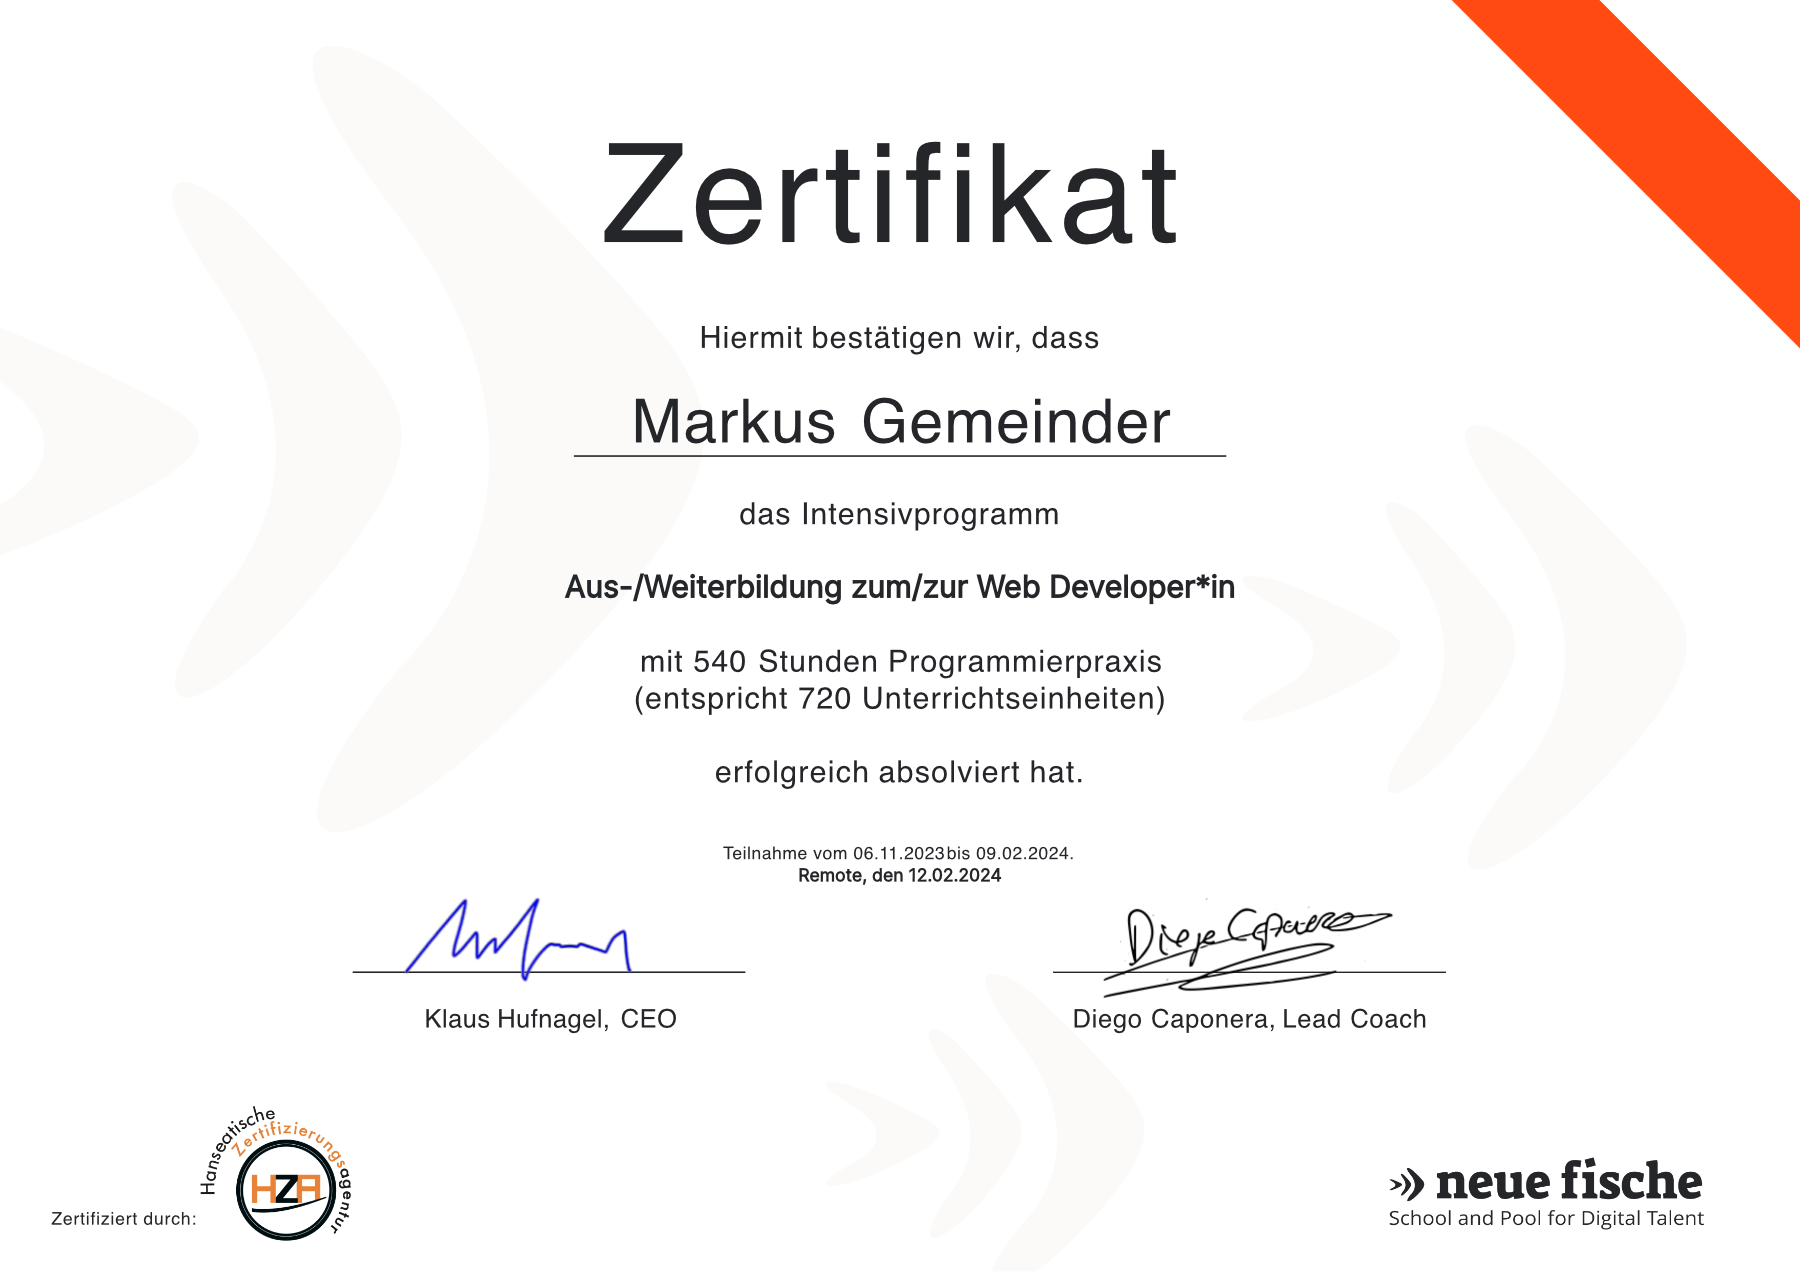 Zertifikat
Hiermit bestätigen wir, dass
Markus Gemeinder
das Intensivprogramm
Aus-/Weiterbildung zum/zur Web Developer*in
mit 540 Stunden Programmierpraxis
(entspricht 720 Unterrichtseinheiten)
erfolgreich absolviert hat.
Teilnahme vom 06.11.2023 bis 09.02.2024.
Remote, den 12.02.2024
Diego Caponera
Klaus Hufnagel, CEO
Diego Caponera, Lead Coach
Zertifiziert durch:
Hanseatische
Zertifizierungsagentur
HZA
neue fische
School and Pool for Digital Talent